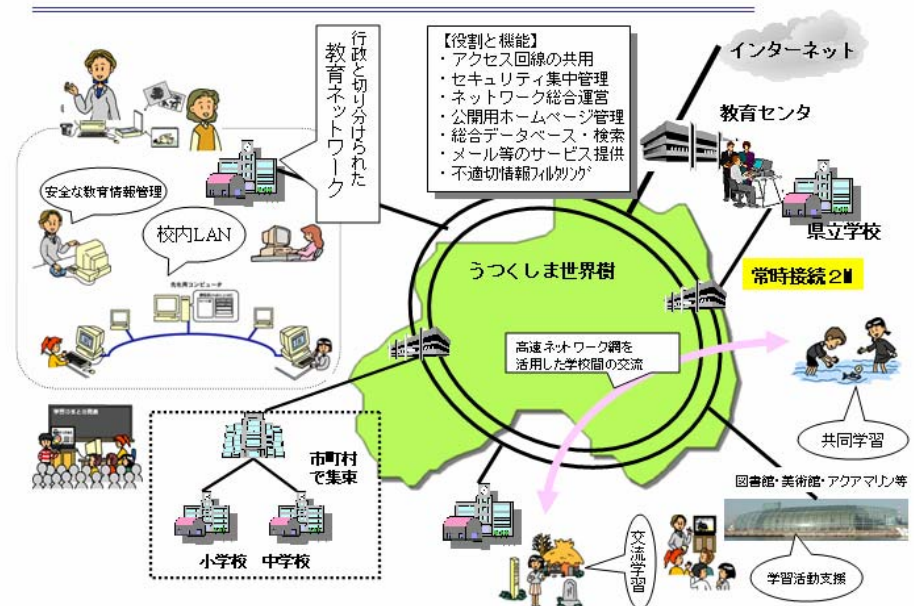 行政と切り分けられた
教育ネットワーク
【役割と機能】
・アクセス回線の共用
・セキュリティ集中管理
・ネットワーク総合運営
・公開用ホームページ管理
・総合データベース・検索
・メール等のサービス提供
・不適切情報フィルタリング
インターネット
教育センタ
県立学校
常時接続2M
安全な教育情報管理
校内LAN
先生用コンピュータ
うつくしま世界樹
高速ネットワーク網を
活用した学校間の交流
共同学習
市町村
で集束
小学校 中学校
図書館・美術館・アクアマリン等
交流学習
学習活動支援